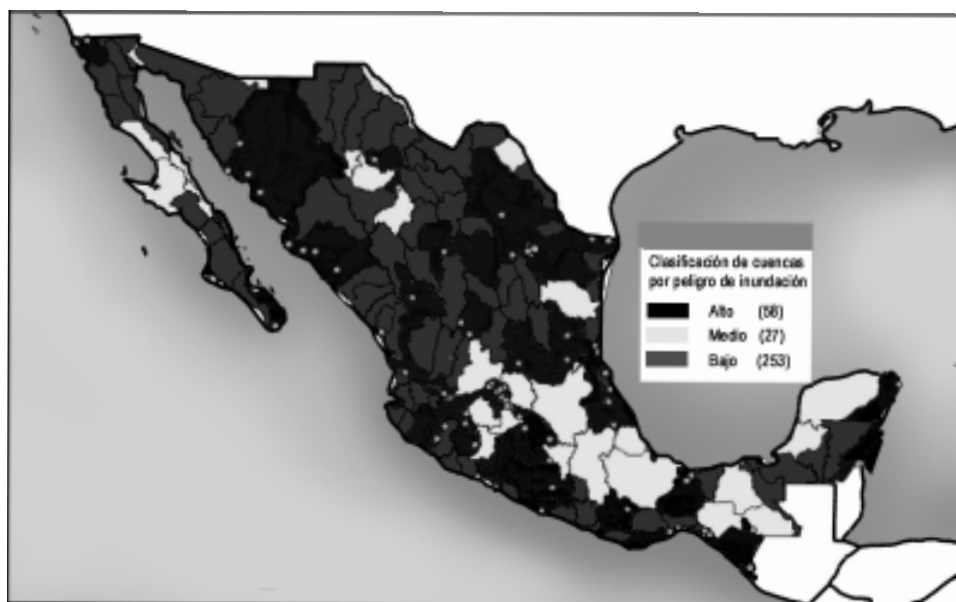 Clasificación de cuencas
por peligro de inundación
Alto (58)
Medio (27)
Bajo (253)